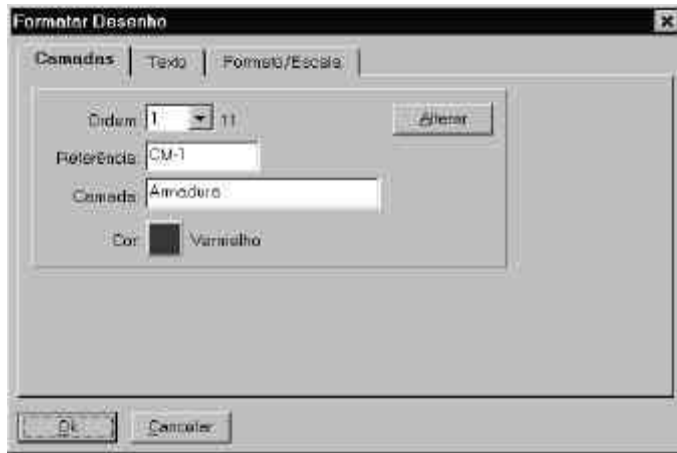 Formatar Desenho
Camadas Texto Formato/Escala
Ordem 1 11 Alterar
Referência CM-1
Camada Armadura
Cor Vermelho
Ok Cancelar